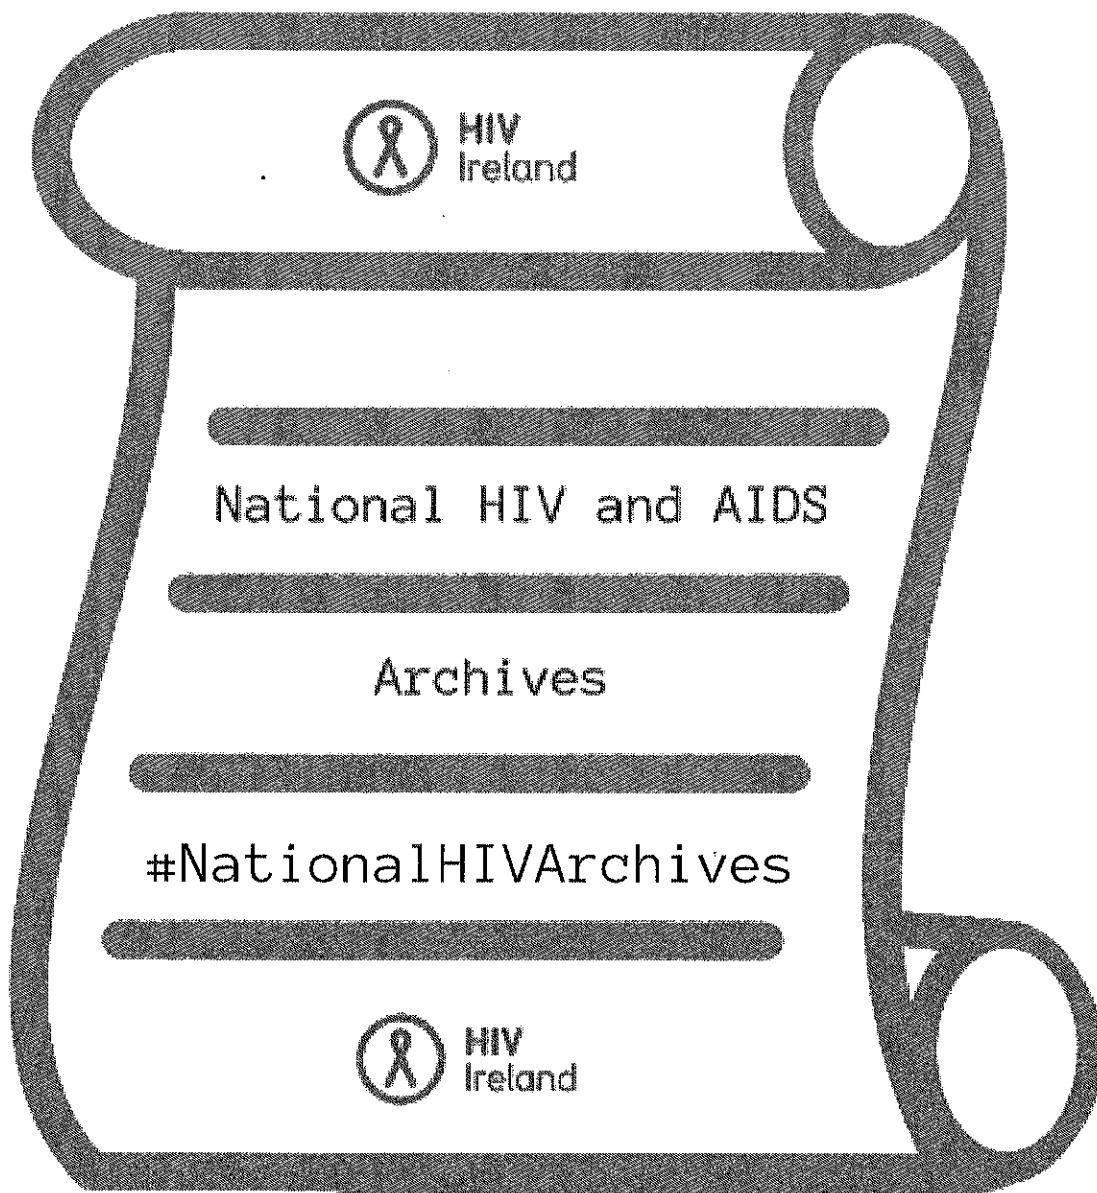 HIV
Ireland
National HIV and AIDS
Archives
#NationalHIVArchives
HIV
Ireland